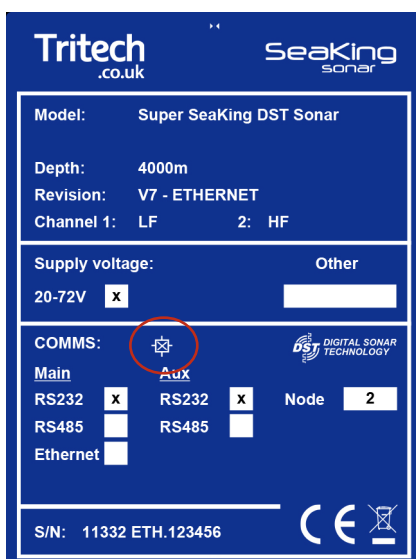 Tritech
.co.uk
SeaKing
sonar
Model: Super SeaKing DST Sonar
Depth: 4000m
Revision: V7 - ETHERNET
Channel 1: LF 2: HF
Supply voltage: Other
20-72V x
COMMS:
DST DIGITAL SONAR
TECHNOLOGY
Main Aux
RS232 x RS232 x Node 2
RS485 RS485
Ethernet
S/N: 11332 ETH.123456
CE